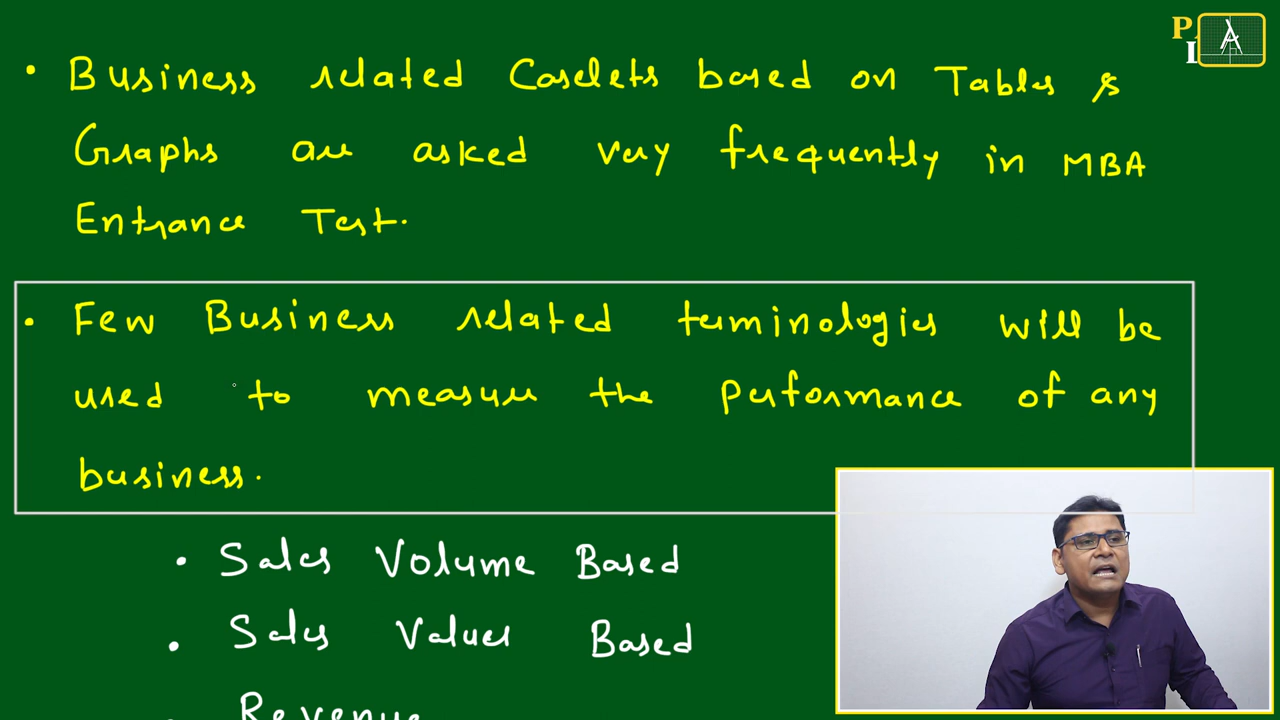 • Business related Caselets based on Tables &
Graphs are asked very frequently in MBA
Entrance Test.
• Few Business related terminologies will be
used to measure the performance of any
business.
• Sales Volume Based
• Sales Values Based
• Revenue